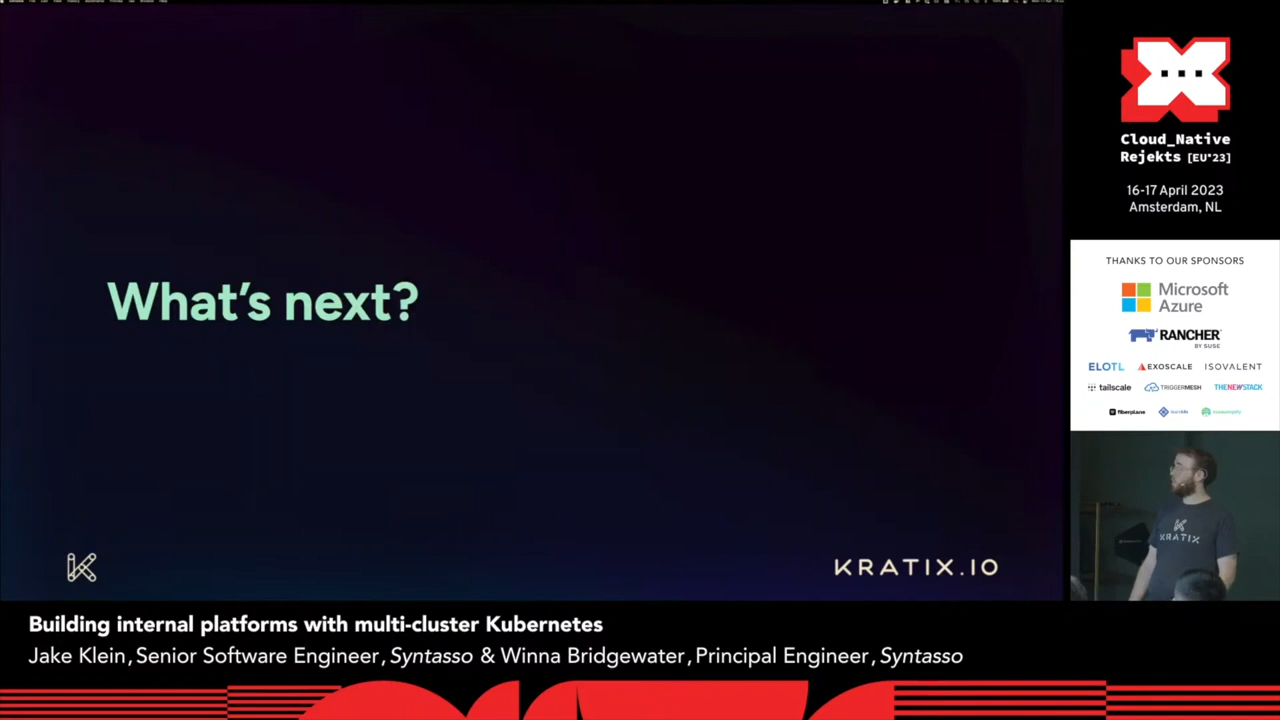 What's next?
KRATIX.IO
Cloud_Native
Rejekts [EU'23]
16-17 April 2023
Amsterdam, NL
THANKS TO OUR SPONSORS
Microsoft
Azure
RANCHER
BY SUSE
ELOTL
EXOSCALE
ISOVALENT
tailscale
TRIGGERMESH
THENEWSTACK
fiberplane
KRATIX
Building internal platforms with multi-cluster Kubernetes
Jake Klein, Senior Software Engineer, Syntasso & Winna Bridgewater, Principal Engineer, Syntasso